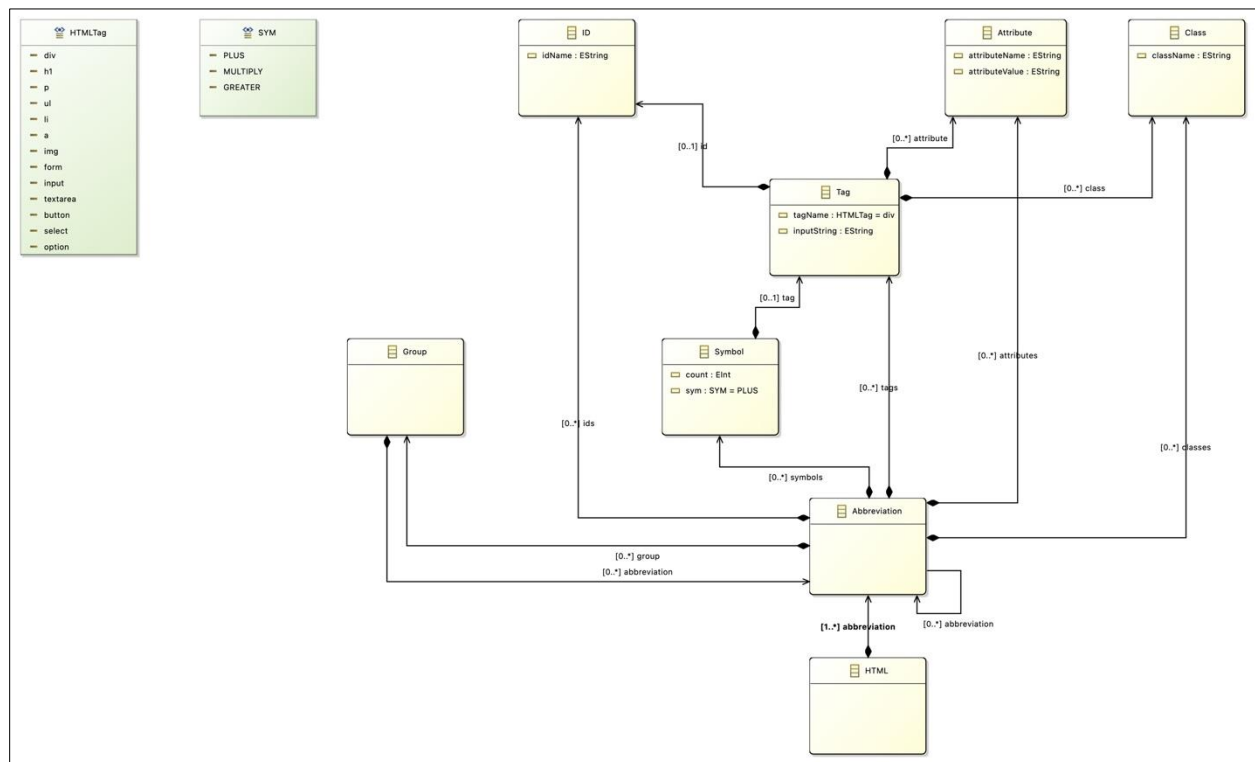 HTMLTag
div
h1
p
ul
li
a
img
form
input
textarea
button
select
option
SYM
PLUS
MULTIPLY
GREATER
ID
idName : EString
Attribute
attributeName : EString
attributeValue : EString
Class
className : EString
[0..1] id
[0..*] attribute
[0..*] class
Tag
tagName : HTMLTag = div
inputString : EString
[0..1] tag
Group
Symbol
count : EInt
sym : SYM = PLUS
[0..*] attributes
[0..*] tags
[0..*] ids
[0..*] classes
[0..*] symbols
Abbreviation
[0..*] group
[0..*] abbreviation
[0..*] abbreviation
[1..*] abbreviation
HTML